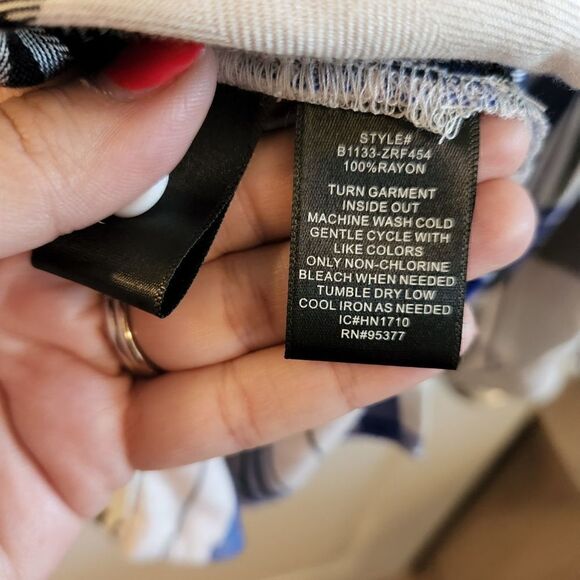 STYLE#
B1133-ZRF454
100%RAYON
TURN GARMENT
INSIDE OUT
MACHINE WASH COLD
GENTLE CYCLE WITH
LIKE COLORS
ONLY NON-CHLORINE
BLEACH WHEN NEEDED
TUMBLE DRY LOW
COOL IRON AS NEEDED
IC#HN1710
RN#95377